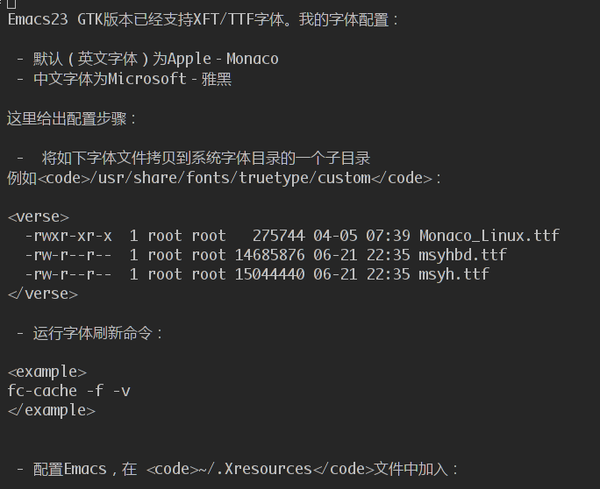 Emacs23 GTK版本已经支持XFT/TTF字体。我的字体配置：
- 默认（英文字体）为Apple - Monaco
- 中文字体为Microsoft - 雅黑
这里给出配置步骤：
-  将如下字体文件拷贝到系统字体目录的一个子目录
例如<code>/usr/share/fonts/truetype/custom</code>：
<verse>
-rwxr-xr-x  1 root root   275744 04-05 07:39 Monaco_Linux.ttf
-rw-r--r--  1 root root 14685876 06-21 22:35 msyhbd.ttf
-rw-r--r--  1 root root 15044440 06-21 22:35 msyh.ttf
</verse>
- 运行字体刷新命令：
<example>
fc-cache -f -v
</example>
- 配置Emacs，在 <code>~/.Xresources</code>文件中加入：